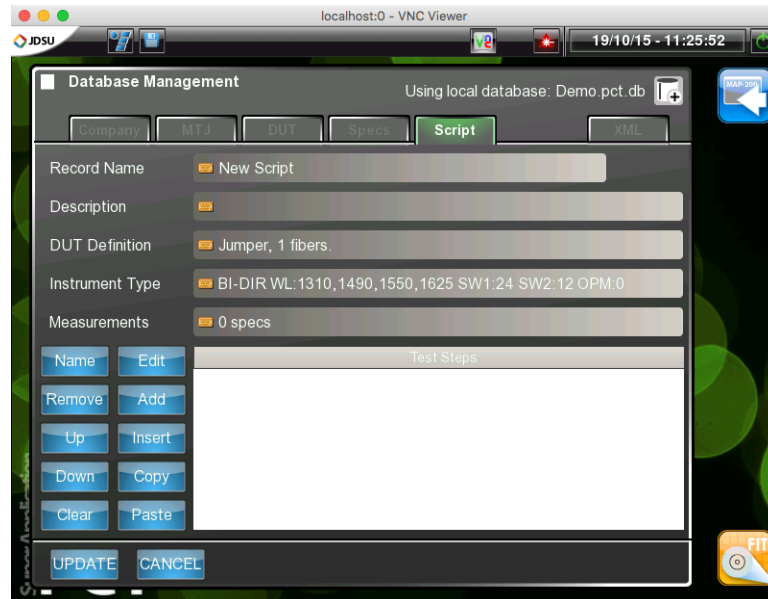 localhost:0 - VNC Viewer
JDSU
19/10/15 - 11:25:52
Database Management
Using local database: Demo.pct.db
MAP-200
Company MTJ DUT Specs Script XML
Record Name New Script
Description
DUT Definition Jumper, 1 fibers.
Instrument Type BI-DIR WL:1310,1490,1550,1625 SW1:24 SW2:12 OPM:0
Measurements 0 specs
Name Edit Test Steps
Remove Add
Up Insert
Down Copy
Clear Paste
UPDATE CANCEL
FIT